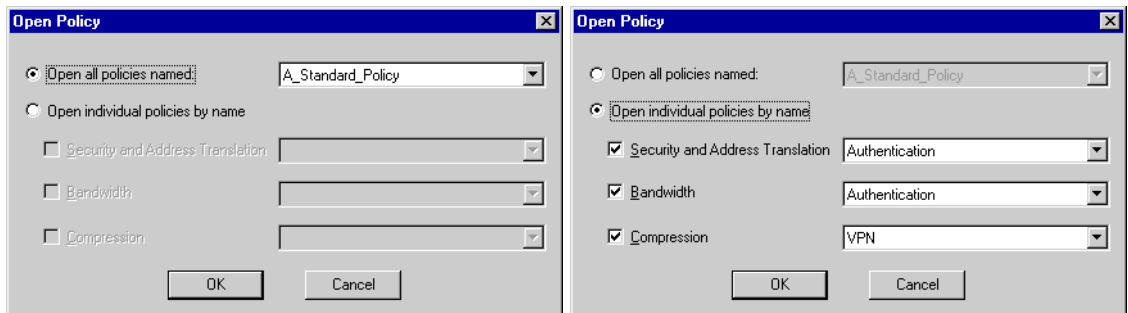 Open Policy
Open all policies named: A_Standard_Policy
Open individual policies by name
Security and Address Translation
Bandwidth
Compression
OK Cancel
Open Policy
Open all policies named: A_Standard_Policy
Open individual policies by name
Security and Address Translation Authentication
Bandwidth Authentication
Compression VPN
OK Cancel